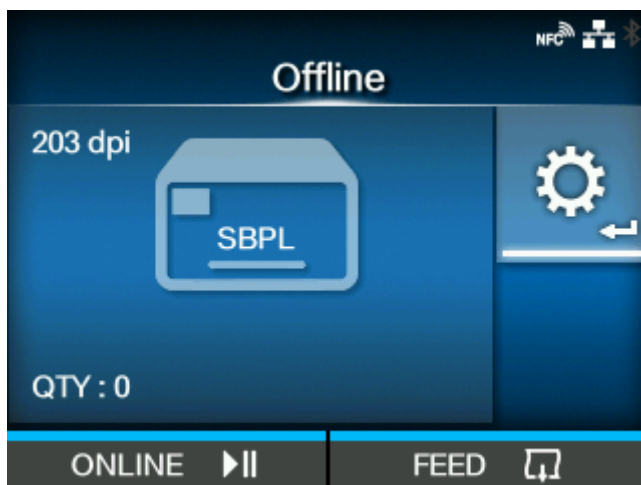 NFC
Offline
203 dpi
SBPL
QTY : 0
ONLINE
FEED